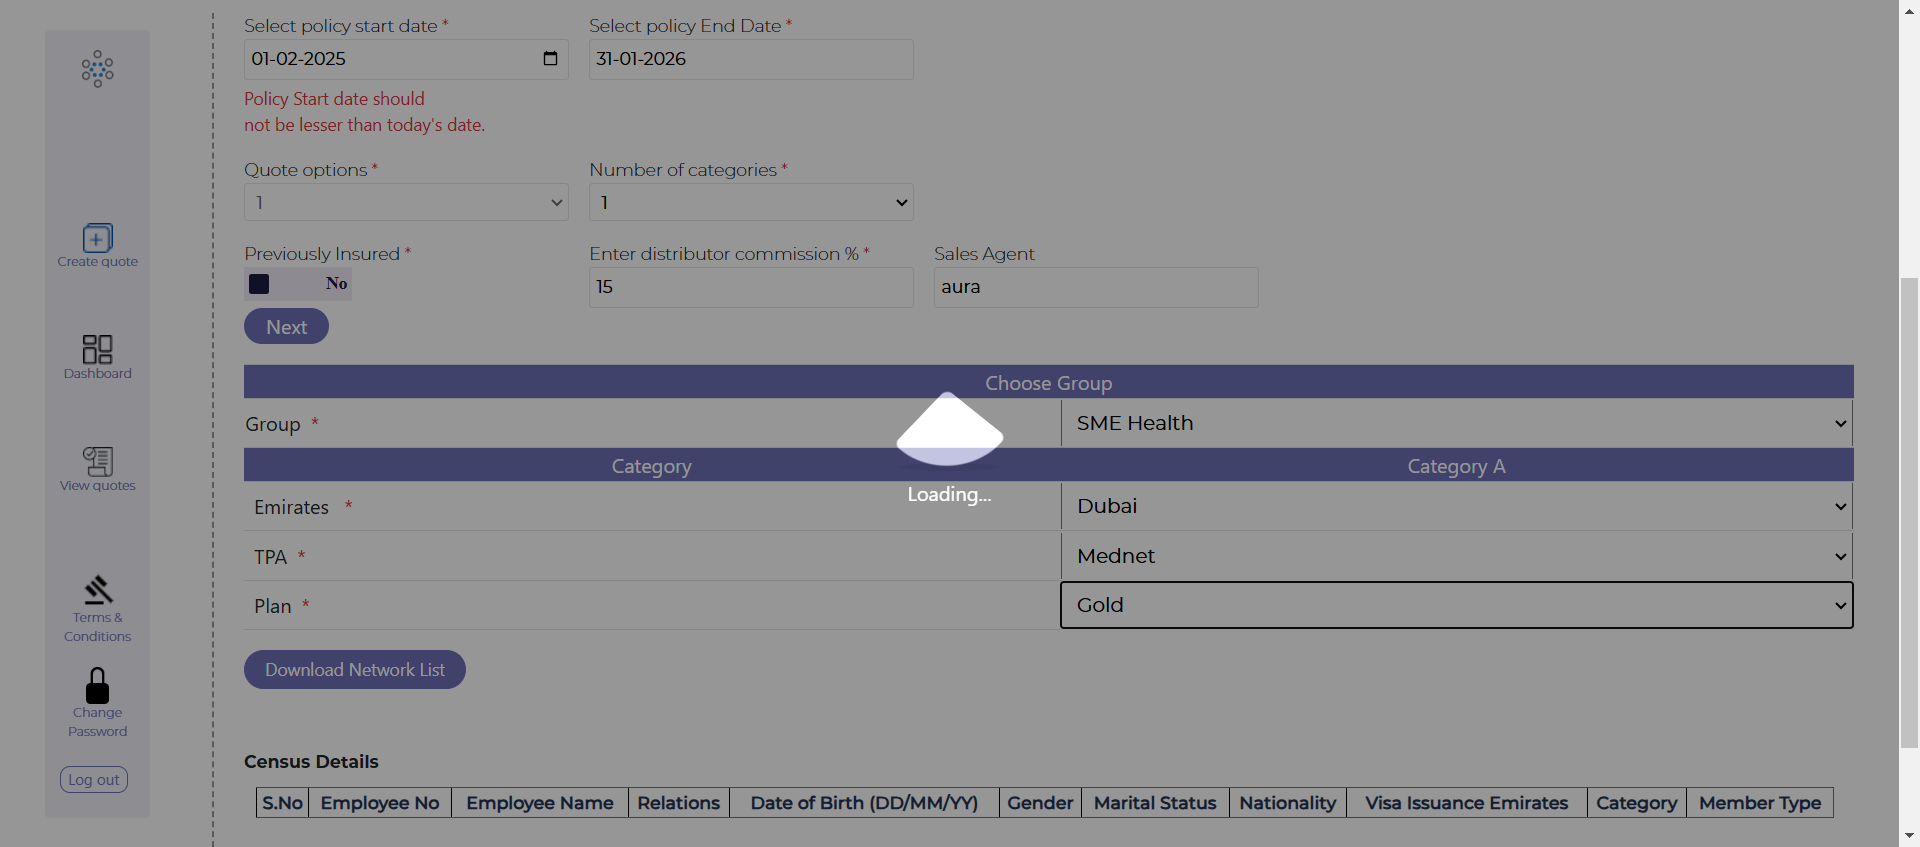 Select policy start date *
Select policy End Date *
01-02-2025
31-01-2026
Policy Start date should
not be lesser than today's date.
Quote options *
Number of categories *
1
1
Previously Insured *
Enter distributor commission % *
Sales Agent
No
15
aura
Next
Choose Group
Group *
SME Health
Category
Category A
Loading...
Emirates *
Dubai
TPA *
Mednet
Plan *
Gold
Download Network List
Census Details
S.No
Employee No
Employee Name
Relations
Date of Birth (DD/MM/YY)
Gender
Marital Status
Nationality
Visa Issuance Emirates
Category
Member Type
Create quote
Dashboard
View quotes
Terms &
Conditions
Change
Password
Log out